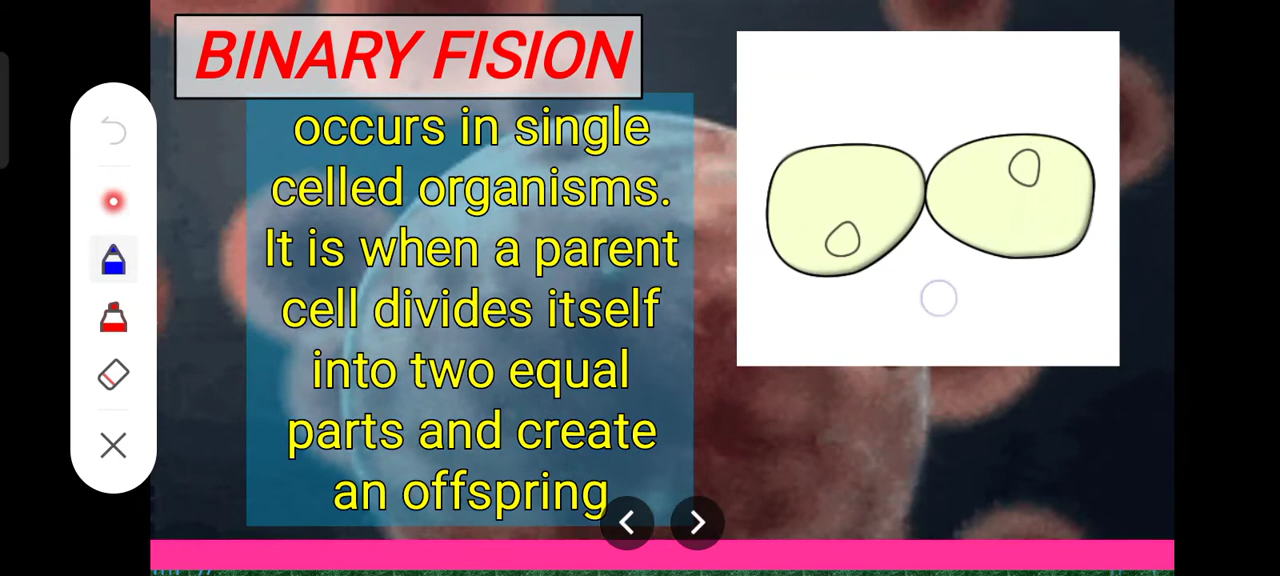 BINARY FISION
occurs in single
celled organisms.
It is when a parent
cell divides itself
into two equal
parts and create
an offspring